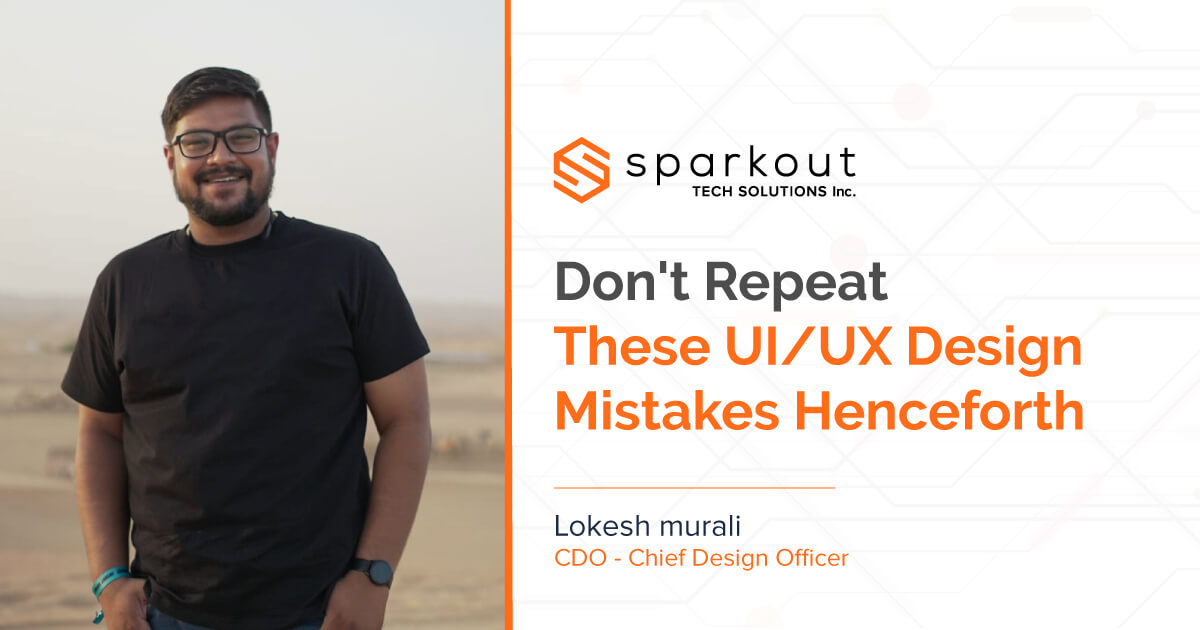 sparkout
TECH SOLUTIONS Inc.
Don't Repeat
These UI/UX Design
Mistakes Henceforth
Lokesh murali
CDO - Chief Design Officer